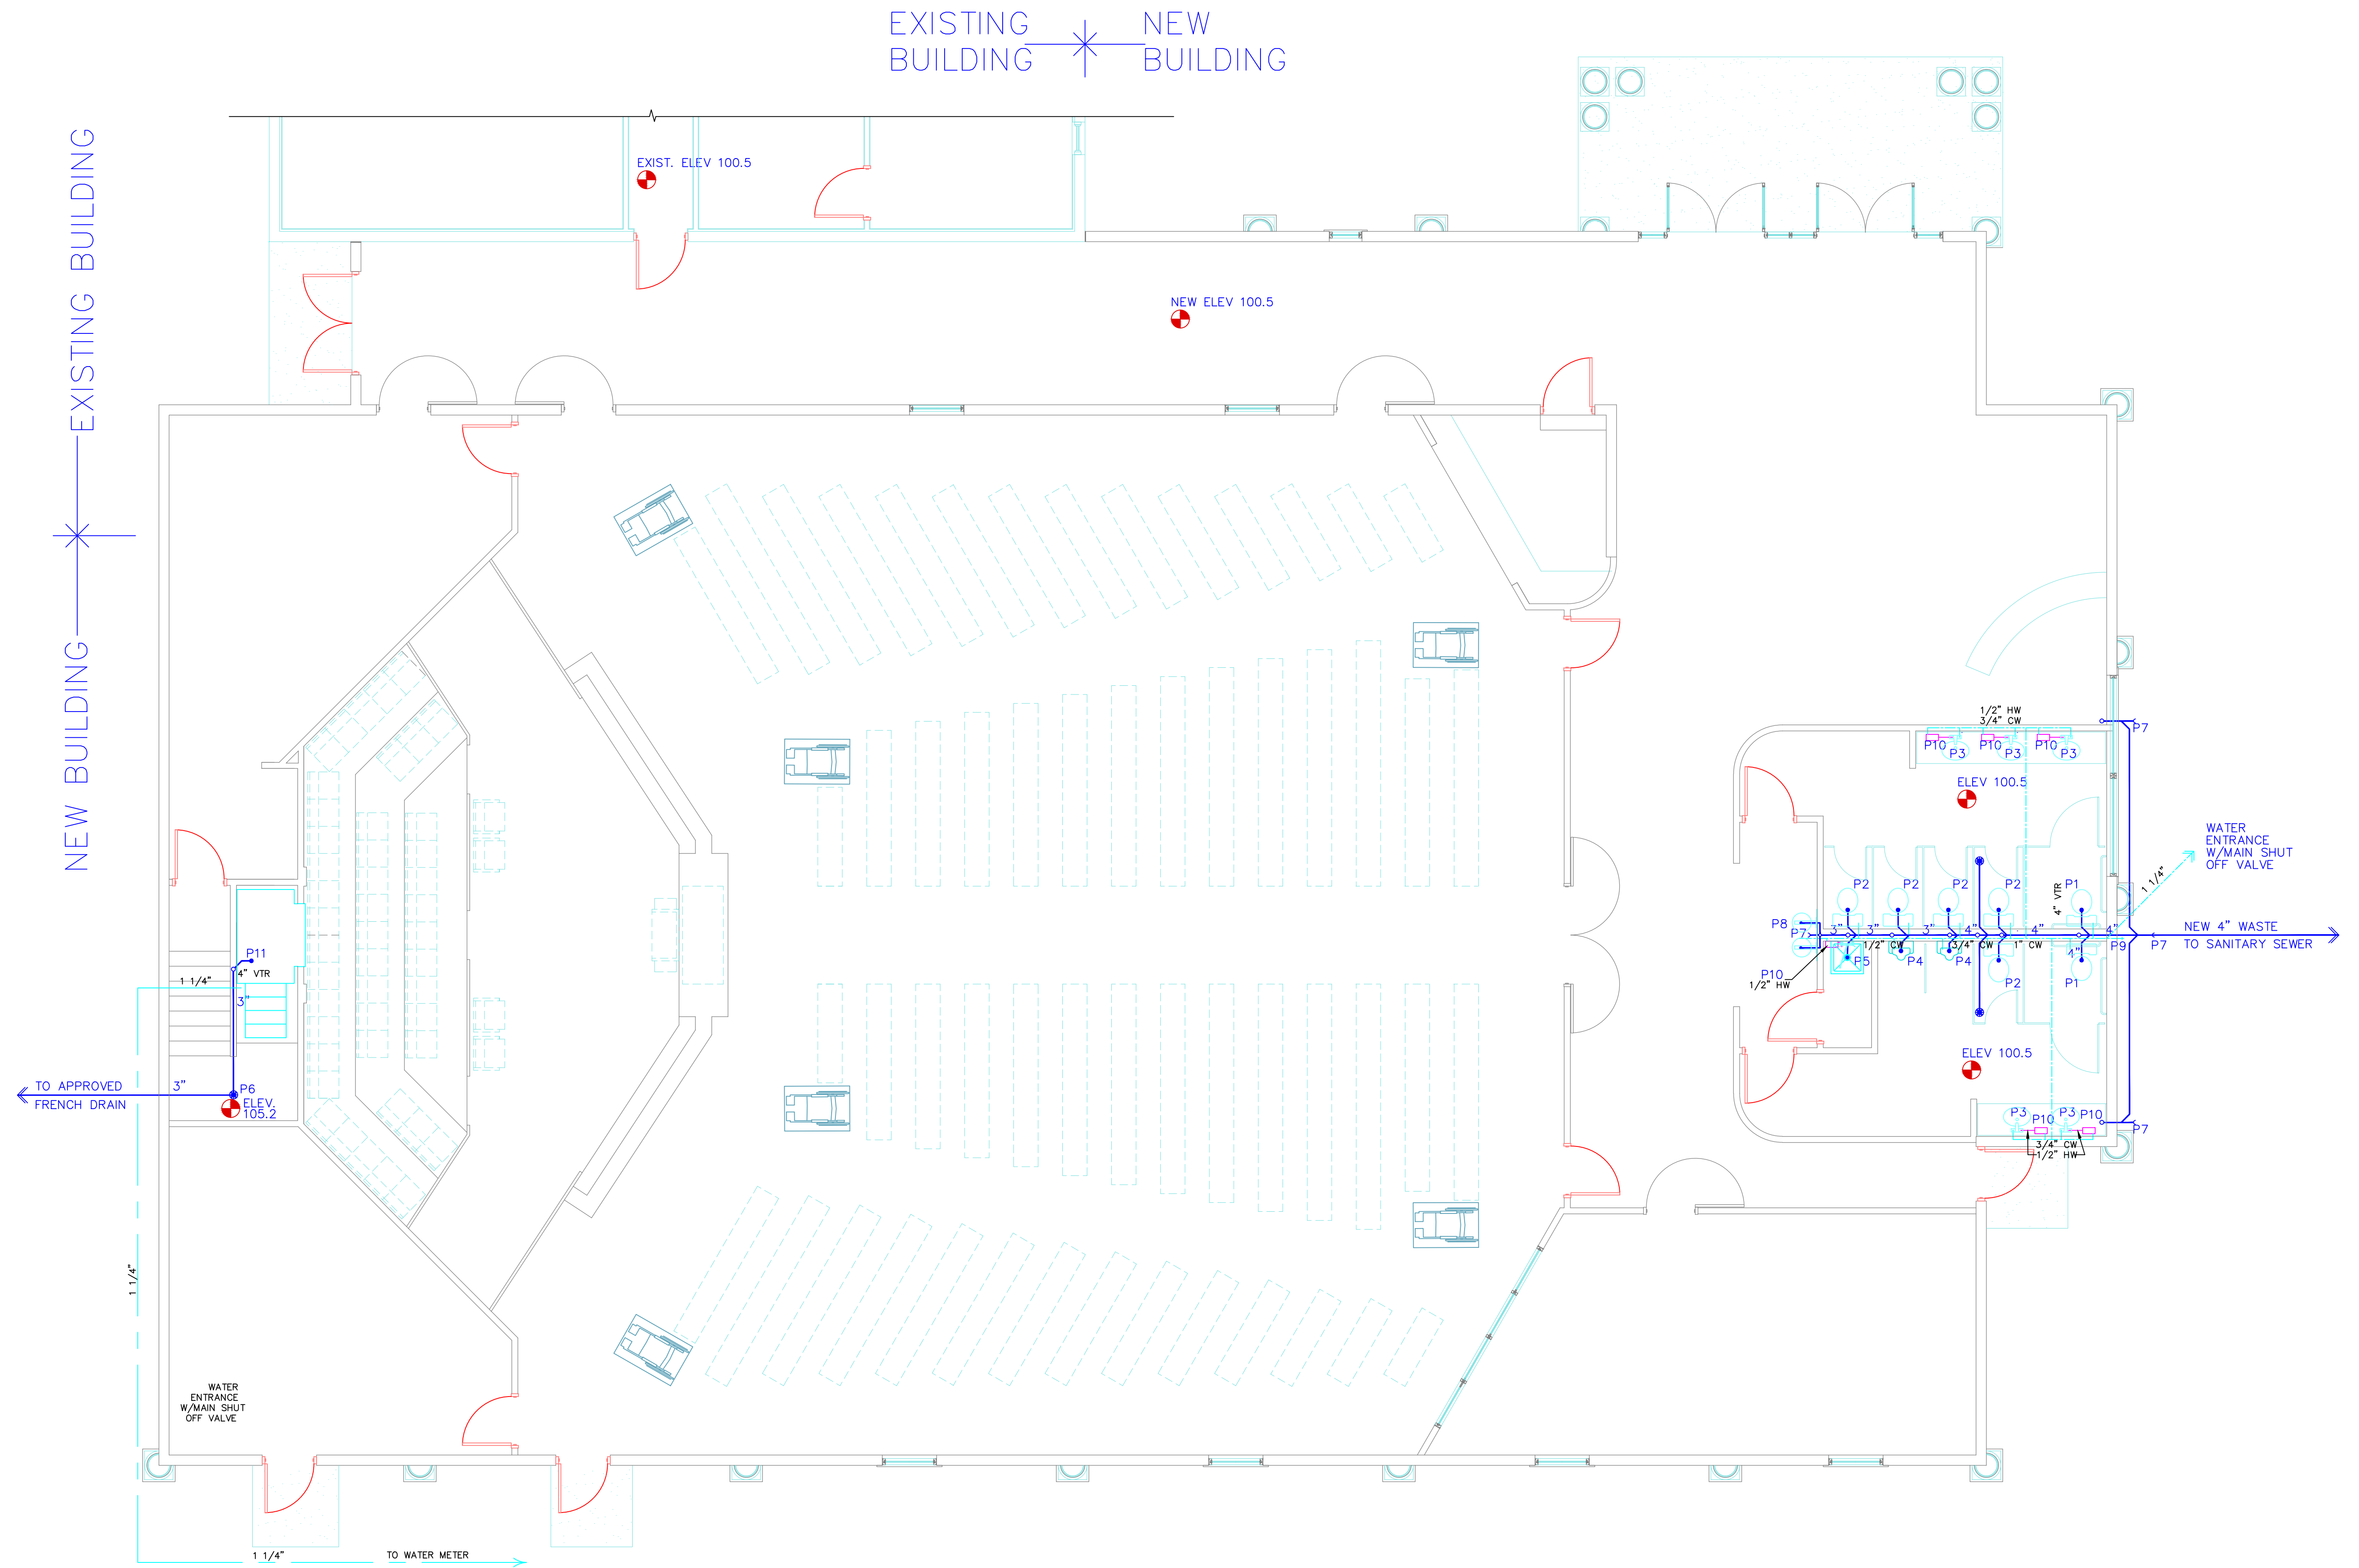 EXISTING
BUILDING
NEW
BUILDING
EXISTING BUILDING
NEW BUILDING
EXIST. ELEV 100.5
NEW ELEV 100.5
1/2" HW
3/4" CW
P7
P10
P10
P10
P3
P3
P3
ELEV 100.5
WATER
ENTRANCE
W/MAIN SHUT
OFF VALVE
1 1/4"
P2
P2
P2
P2
P1
4" VTR
P8
P7
3"
3"
3"
4"
4"
4"
NEW 4" WASTE
TO SANITARY SEWER
1/2" CW
3/4" CW
1" CW
P9
P7
4"
P5
P4
P4
P10
1/2" HW
P2
P1
ELEV 100.5
P3
P10
P3
P10
P7
3/4" CW
1/2" HW
P11
4" VTR
1 1/4"
3"
TO APPROVED
FRENCH DRAIN
3"
P6
ELEV.
105.2
1 1/4"
WATER
ENTRANCE
W/MAIN SHUT
OFF VALVE
1 1/4"
TO WATER METER